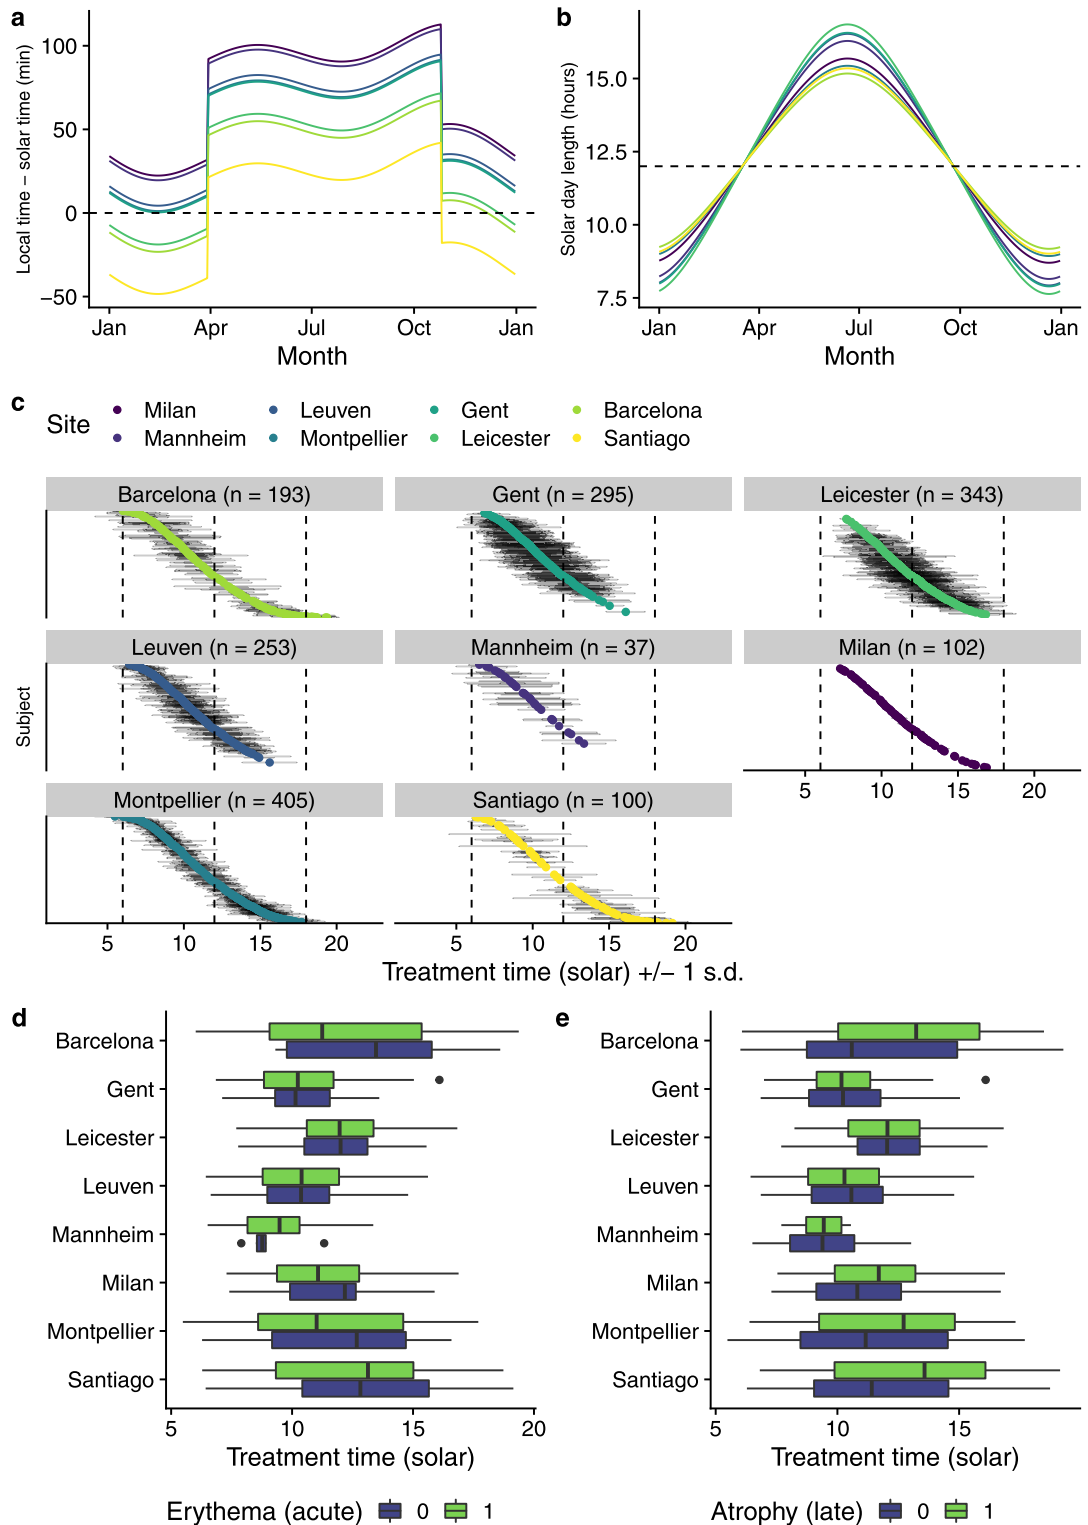 a
b
100
50
0
−50
Local time − solar time (min)
Jan
Apr
Jul
Oct
Jan
Month
15.0
12.5
10.0
7.5
Solar day length (hours)
Jan
Apr
Jul
Oct
Jan
Month
c
Site
Milan
Leuven
Gent
Barcelona
Mannheim
Montpellier
Leicester
Santiago
Barcelona (n = 193)
Gent (n = 295)
Leicester (n = 343)
Leuven (n = 253)
Mannheim (n = 37)
Milan (n = 102)
Subject
5
10
15
20
Montpellier (n = 405)
Santiago (n = 100)
5
10
15
20
5
10
15
20
Treatment time (solar) +/− 1 s.d.
d
Barcelona
Gent
Leicester
Leuven
Mannheim
Milan
Montpellier
Santiago
5
10
15
20
Treatment time (solar)
Erythema (acute)
0
1
e
Barcelona
Gent
Leicester
Leuven
Mannheim
Milan
Montpellier
Santiago
5
10
15
Treatment time (solar)
Atrophy (late)
0
1